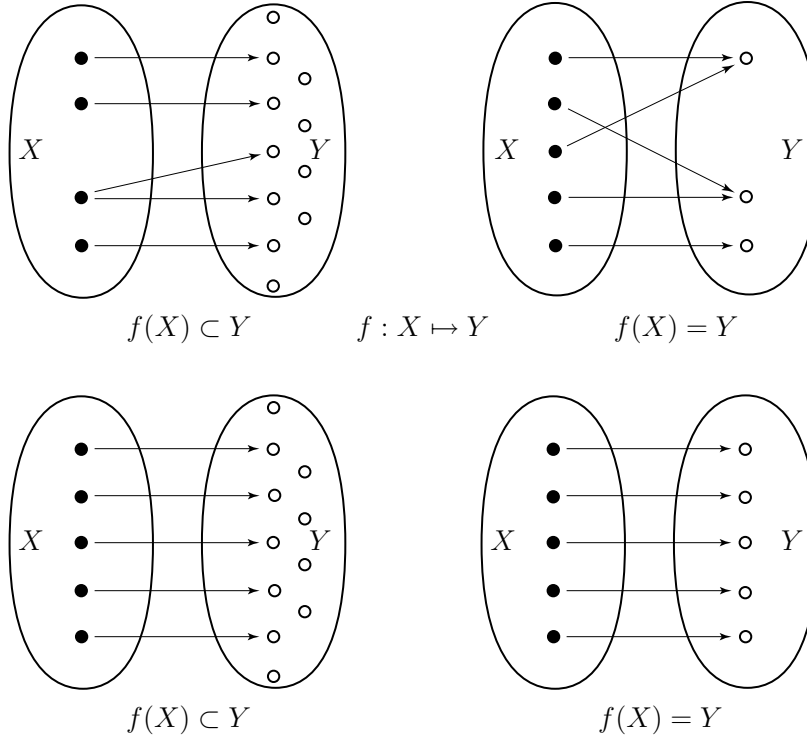 X Y X Y
f(X) ⊂ Y f : X ↦ Y f(X) = Y
X Y X Y
f(X) ⊂ Y f(X) = Y